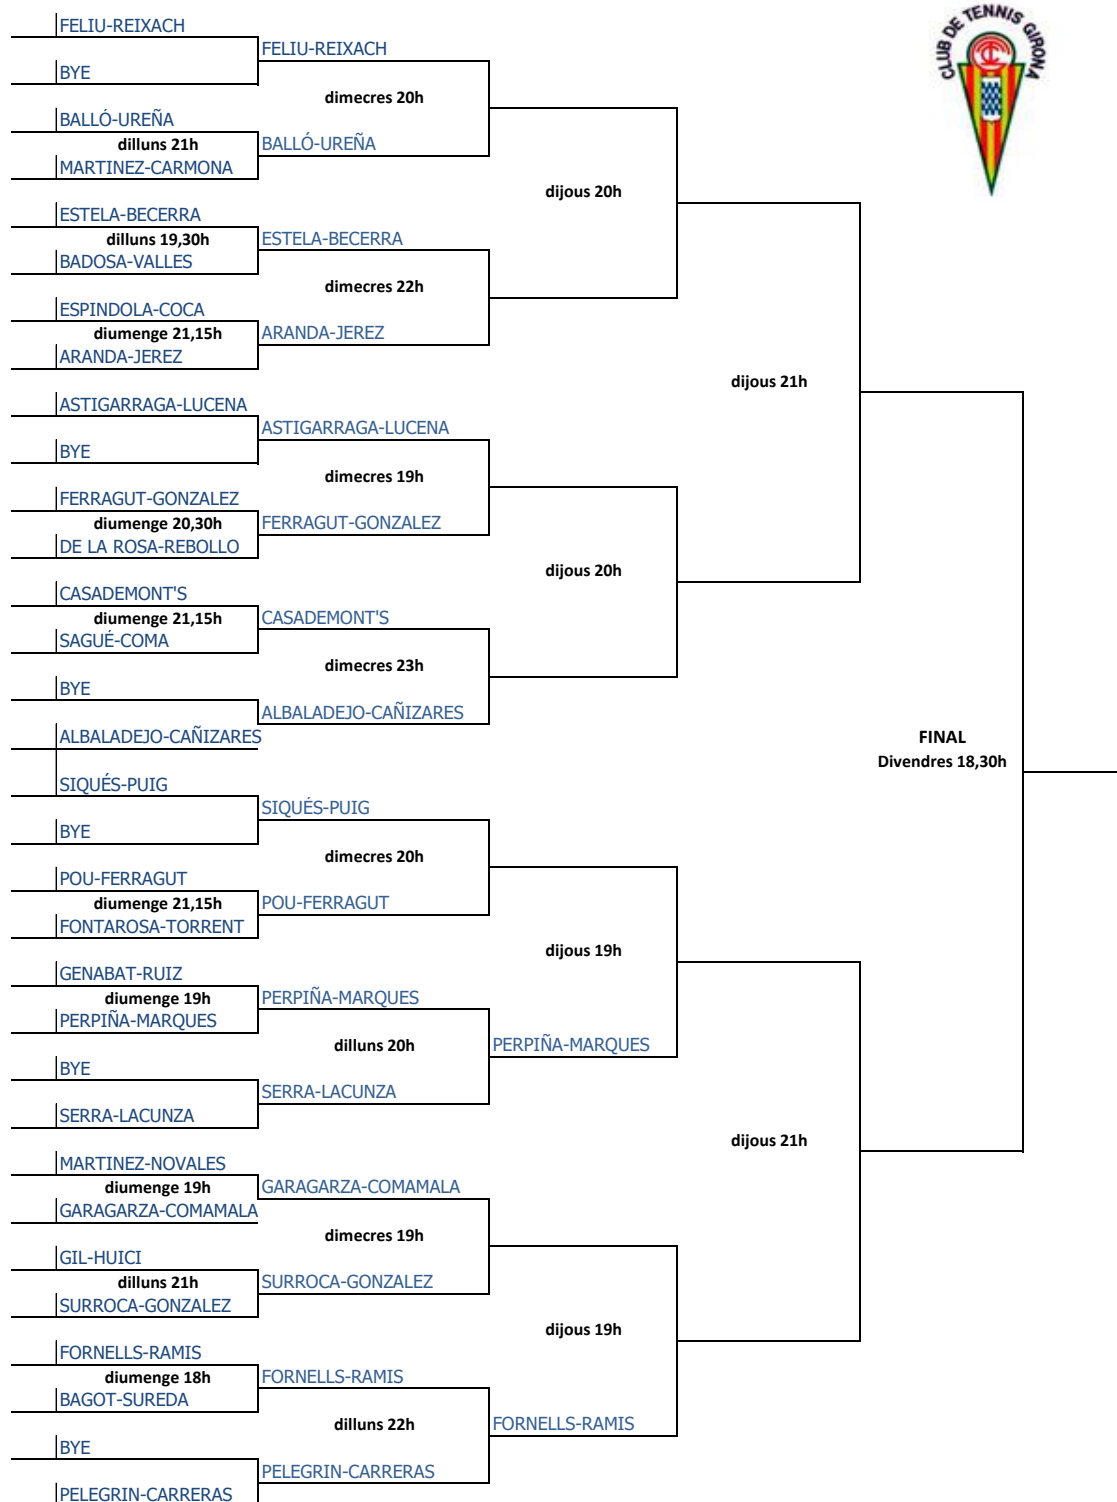 CLUB DE TENNIS GIRONA
FELIU-REIXACH
FELIU-REIXACH
BYE
dimecres 20h
BALLÓ-UREÑA
dilluns 21h
BALLÓ-UREÑA
MARTINEZ-CARMONA
dijous 20h
ESTELA-BECERRA
dilluns 19,30h
ESTELA-BECERRA
BADOSA-VALLES
dimecres 22h
ESPINDOLA-COCA
diumenge 21,15h
ARANDA-JEREZ
ARANDA-JEREZ
dijous 21h
ASTIGARRAGA-LUCENA
ASTIGARRAGA-LUCENA
BYE
dimecres 19h
FERRAGUT-GONZALEZ
diumenge 20,30h
FERRAGUT-GONZALEZ
DE LA ROSA-REBOLLO
dijous 20h
CASADEMONT'S
diumenge 21,15h
CASADEMONT'S
SAGUÉ-COMA
dimecres 23h
BYE
ALBALADEJO-CAÑIZARES
ALBALADEJO-CAÑIZARES
FINAL
Divendres 18,30h
SIQUÉS-PUIG
SIQUÉS-PUIG
BYE
dimecres 20h
POU-FERRAGUT
diumenge 21,15h
POU-FERRAGUT
FONTAROSA-TORRENT
dijous 19h
GENABAT-RUIZ
diumenge 19h
PERPIÑA-MARQUES
PERPIÑA-MARQUES
dilluns 20h
PERPIÑA-MARQUES
BYE
SERRA-LACUNZA
SERRA-LACUNZA
dijous 21h
MARTINEZ-NOVALES
diumenge 19h
GARAGARZA-COMAMALA
GARAGARZA-COMAMALA
dimecres 19h
GIL-HUICI
dilluns 21h
SURROCA-GONZALEZ
SURROCA-GONZALEZ
dijous 19h
FORNELLS-RAMIS
diumenge 18h
FORNELLS-RAMIS
BAGOT-SUREDA
dilluns 22h
FORNELLS-RAMIS
BYE
PELEGRIN-CARRERAS
PELEGRIN-CARRERAS